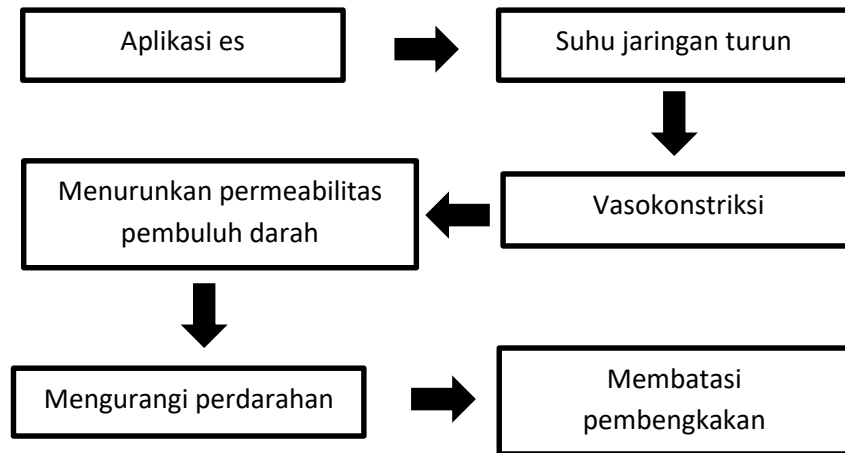 Aplikasi es
Suhu jaringan turun
Vasokonstriksi
Menurunkan permeabilitas
pembuluh darah
Mengurangi perdarahan
Membatasi
pembengkakan